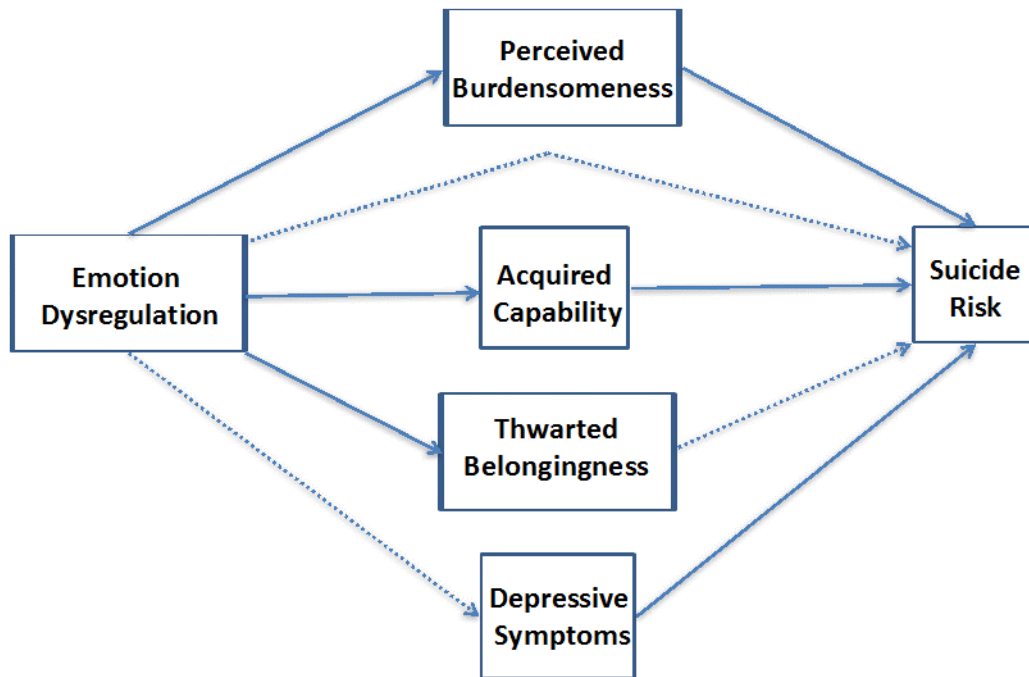 Perceived
Burdensomeness
Emotion
Dysregulation
Acquired
Capability
Suicide
Risk
Thwarted
Belongingness
Depressive
Symptoms